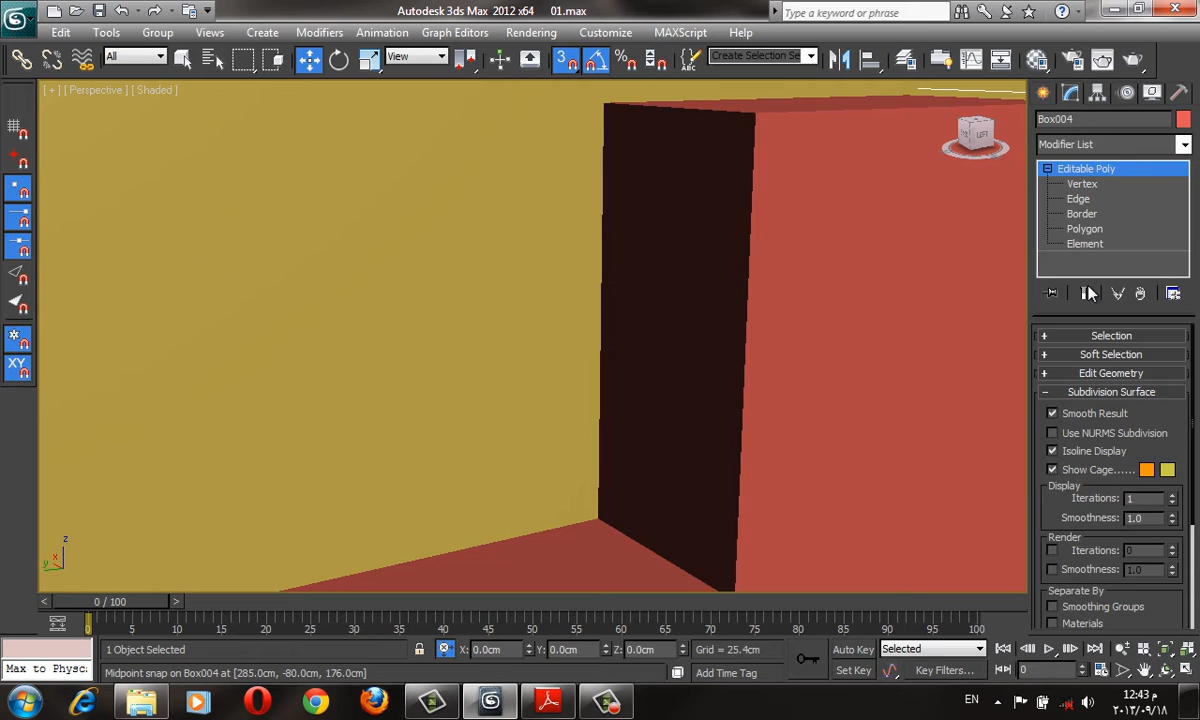 Autodesk 3ds Max 2012 x64 01.max
Type a keyword or phrase
Edit Tools Group Views Create Modifiers Animation Graph Editors Rendering Customize MAXScript Help
All View 3 Create Selection Se
[ + ] [ Perspective ] [ Shaded ]
LEFT
Box004
Modifier List
Editable Poly
Vertex
Edge
Border
Polygon
Element
XY
Selection
Soft Selection
Edit Geometry
Subdivision Surface
Smooth Result
Use NURMS Subdivision
Isoline Display
Show Cage......
Display
Iterations: 1
Smoothness: 1.0
Render
Iterations: 0
Smoothness: 1.0
Separate By
Smoothing Groups
Materials
z
x
y
0 / 100
0 5 10 15 20 25 30 35 40 45 50 55 60 65 70 75 80 85 90 95 100
1 Object Selected X: 0.0cm Y: 0.0cm Z: 0.0cm Grid = 25.4cm Auto Key Selected
Max to Physc Midpoint snap on Box004 at [285.0cm, -80.0cm, 176.0cm] Add Time Tag Set Key Key Filters... 0
EN
م 12:43
٢٠١٣/٠٩/١٨